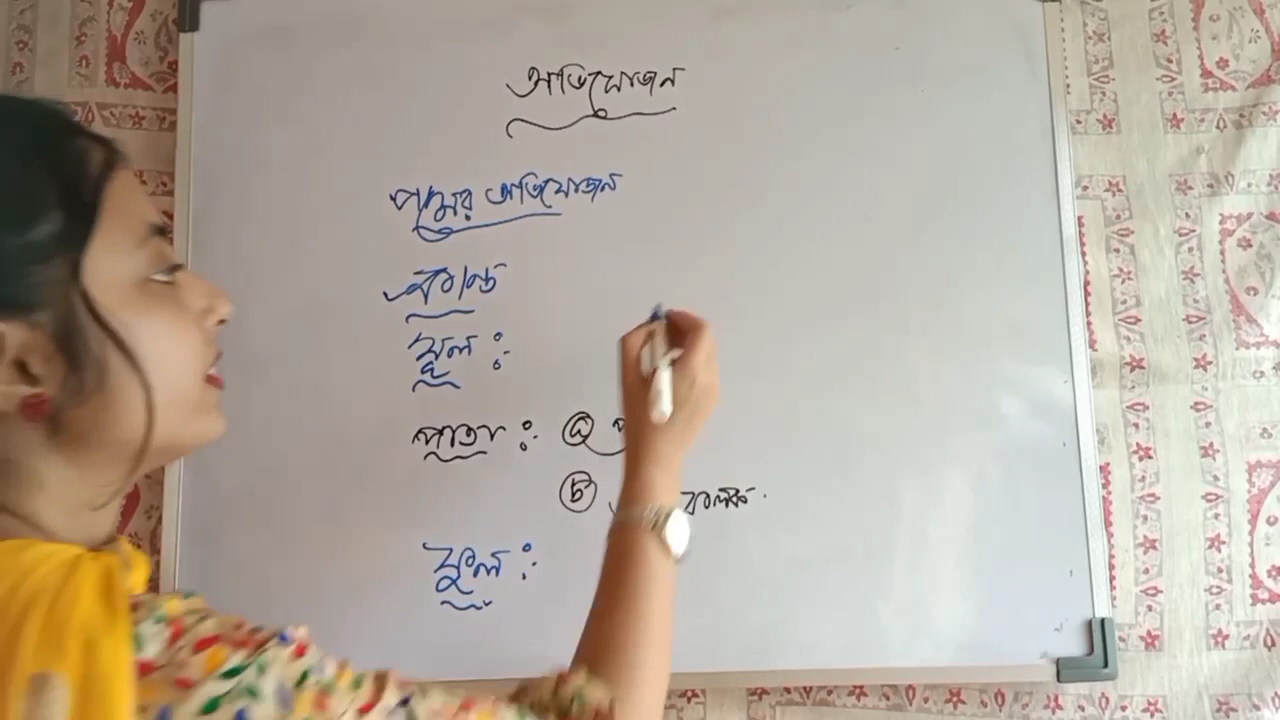 অভিযোজন
পদ্মের অভিযোজন
কাণ্ড
মূল :
পাতা : ⓐ
ⓑ
ফুল :